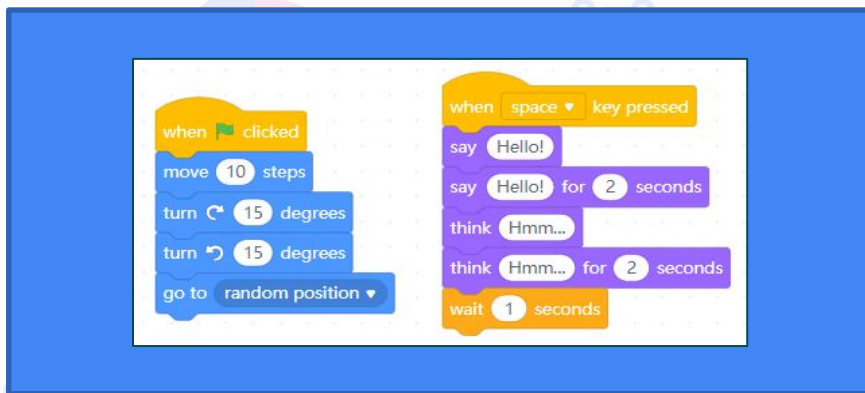 when clicked
move 10 steps
turn 15 degrees
turn 15 degrees
go to random position
when space key pressed
say Hello!
say Hello! for 2 seconds
think Hmm...
think Hmm... for 2 seconds
wait 1 seconds